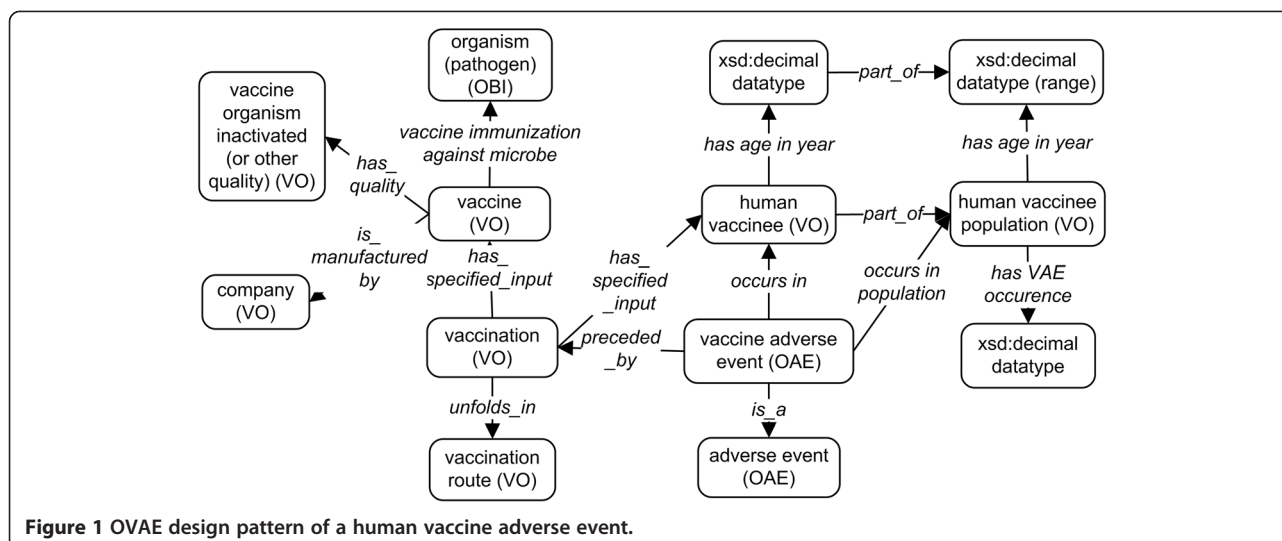 organism
(pathogen)
(OBI)
xsd:decimal
datatype
part_of
xsd:decimal
datatype (range)
vaccine
organism
inactivated
(or other
quality) (VO)
vaccine immunization
against microbe
has_
quality
has age in year
has age in year
vaccine
(VO)
human
vaccinee (VO)
part_of
human vaccinee
population (VO)
is_
manufactured
by
has_
specified_input
has_
specified
_input
occurs in
occurs in
population
has VAE
occurence
company
(VO)
vaccination
(VO)
preceded
_by
vaccine adverse
event (OAE)
xsd:decimal
datatype
unfolds_in
is_a
vaccination
route (VO)
adverse event
(OAE)
Figure 1 OVAE design pattern of a human vaccine adverse event.